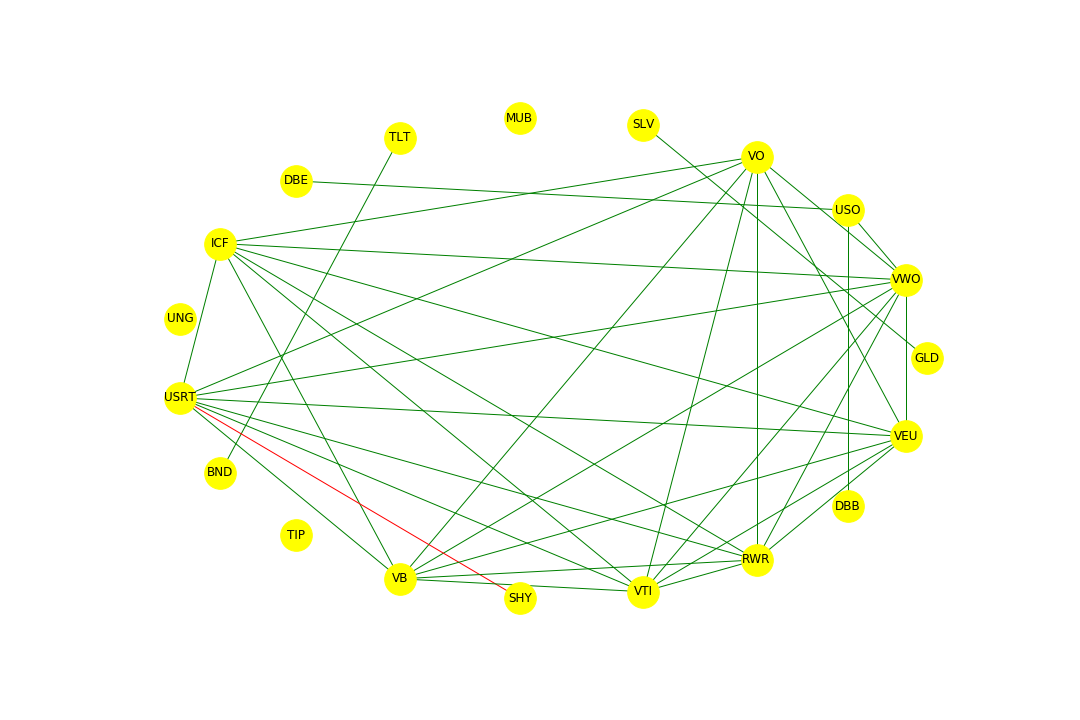 MUB
SLV
TLT
VO
DBE
USO
ICF
VWO
UNG
GLD
USRT
VEU
BND
DBB
TIP
RWR
VB
VTI
SHY